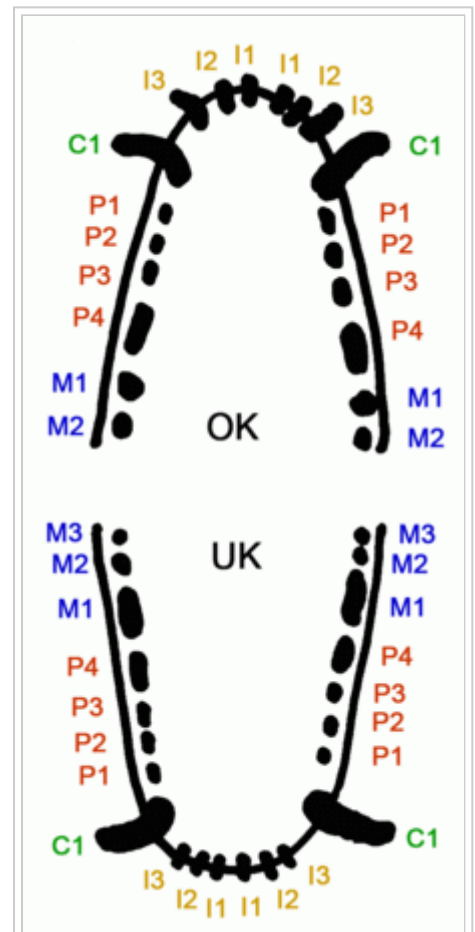 I3 I2 I1 I1 I2 I3
C1 C1
P1 P1
P2 P2
P3 P3
P4 P4
M1 M1
M2 OK M2
M3 M3
M2 UK M2
M1 M1
P4 P4
P3 P3
P2 P2
P1 P1
C1 C1
I3 I2 I1 I1 I2 I3